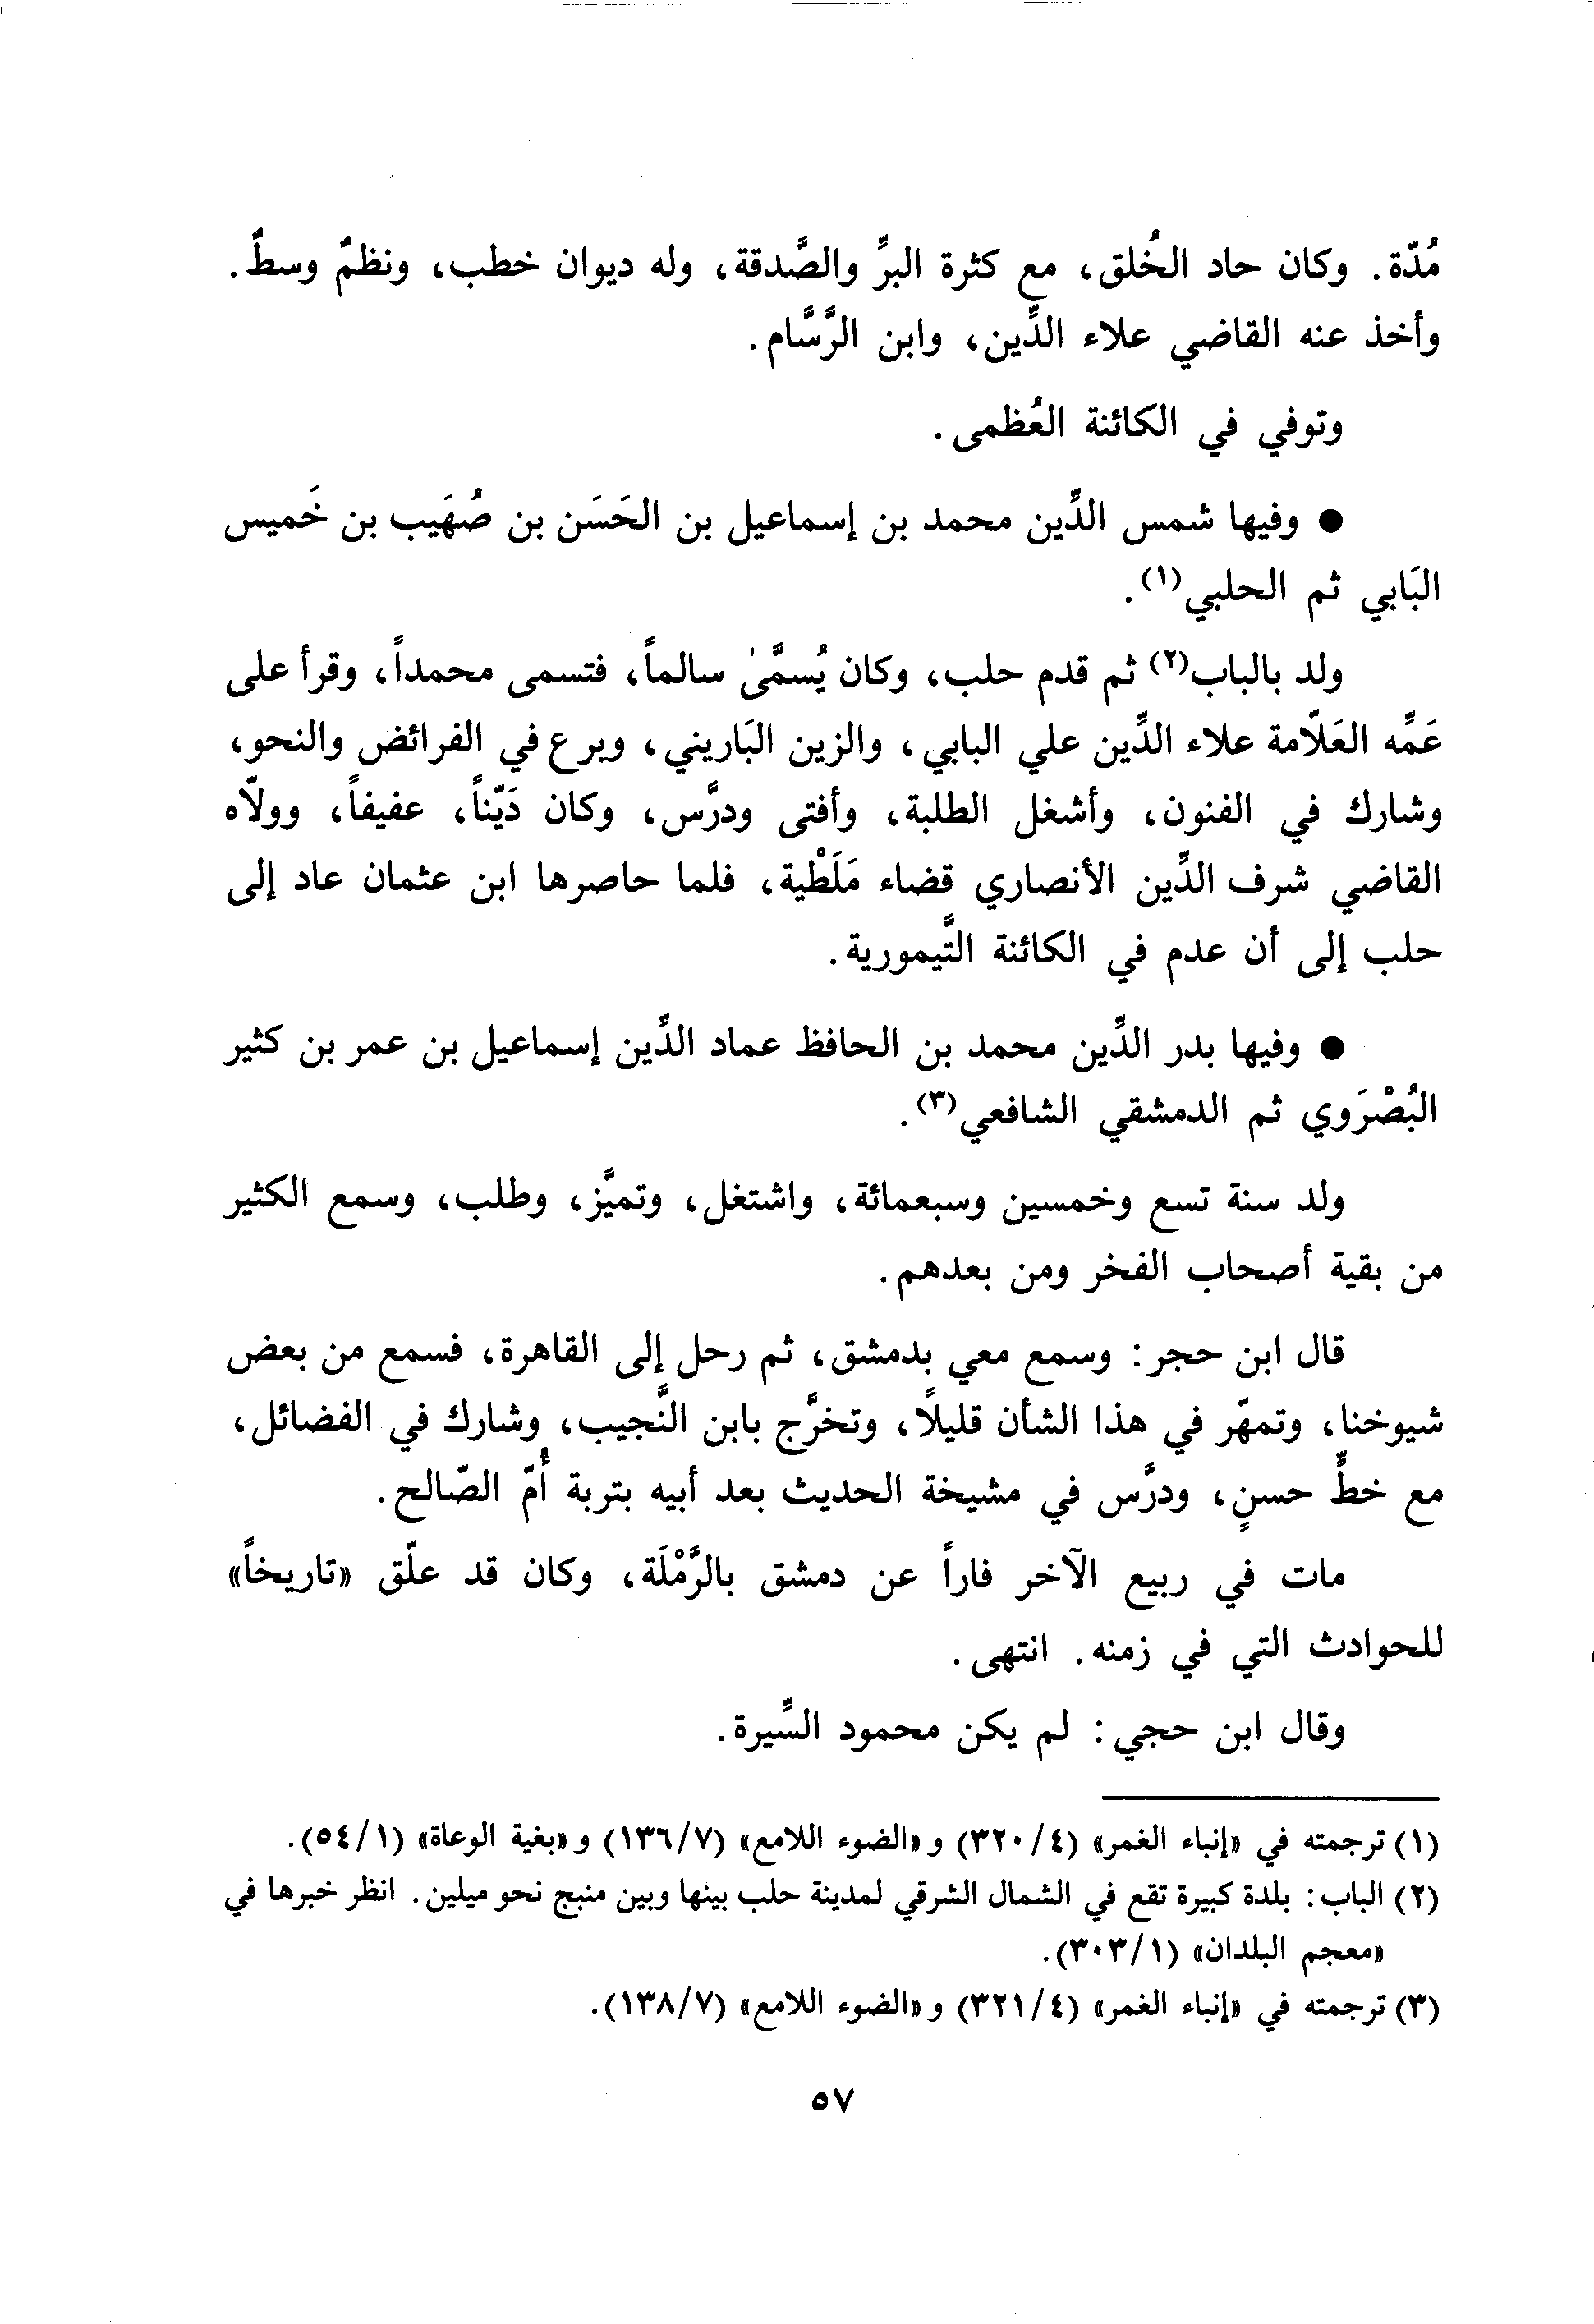 مُدّة. وكان حاد الخُلق، مع كثرة البرِّ والصَّدقة، وله ديوان خطب، ونظمٌ وسطٌ.
وأخذ عنه القاضي علاء الدِّين، وابن الرَّسَّام.
وتوفي في الكائنة العُظمى.
● وفيها شمس الدِّين محمد بن إسماعيل بن الحَسَن بن صُهَيب بن خَميس
البَابي ثم الحلبي(١).
ولد بالباب(٢) ثم قدم حلب، وكان يُسمَّىٰ سالماً، فتسمى محمداً، وقرأ على
عَمِّه العَلاّمة علاء الدِّين علي البابي، والزين البَاريني، وبرع في الفرائض والنحو،
وشارك في الفنون، وأشغل الطلبة، وأفتى ودرَّس، وكان دَيّناً، عفيفاً، وولاّه
القاضي شرف الدِّين الأنصاري قضاء مَلَطْية، فلما حاصرها ابن عثمان عاد إلى
حلب إلى أن عدم في الكائنة التَّيمورية.
● وفيها بدر الدِّين محمد بن الحافظ عماد الدِّين إسماعيل بن عمر بن كثير
البُصْرَوي ثم الدمشقي الشافعي(٣).
ولد سنة تسع وخمسين وسبعمائة، واشتغل، وتميَّز، وطلب، وسمع الكثير
من بقية أصحاب الفخر ومن بعدهم.
قال ابن حجر: وسمع معي بدمشق، ثم رحل إلى القاهرة، فسمع من بعض
شيوخنا، وتمهّر في هذا الشأن قليلاً، وتخرَّج بابن النَّجيب، وشارك في الفضائل،
مع خطٍّ حسنٍ، ودرَّس في مشيخة الحديث بعد أبيه بتربة أُمّ الصّالح.
مات في ربيع الآخر فاراً عن دمشق بالرَّمْلَة، وكان قد علّق «تاريخاً»
للحوادث التي في زمنه. انتهى.
وقال ابن حجي: لم يكن محمود السِّيرة.
(١) ترجمته في «إنباء الغمر» (٣٢٠/٤) و «الضوء اللامع» (١٣٦/٧) و «بغية الوعاة» (٥٤/١).
(٢) الباب: بلدة كبيرة تقع في الشمال الشرقي لمدينة حلب بينها وبين منبج نحو ميلين. انظر خبرها في
«معجم البلدان» (٣٠٣/١).
(٣) ترجمته في «إنباء الغمر» (٣٢١/٤) و «الضوء اللامع» (١٣٨/٧).
٥٧